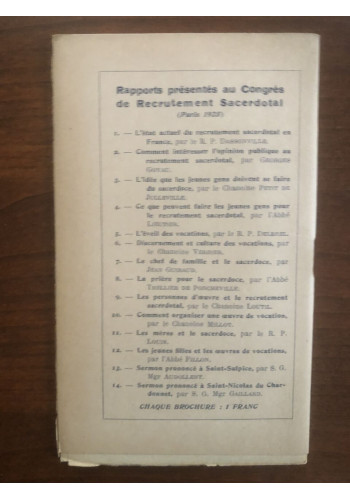 Rapports présentés au Congrès
de Recrutement Sacerdotal
(Paris 1925)
1. — L'état actuel du recrutement sacerdotal en
France, par le R. P.
2. — Comment intéresser l'opinion publique au
recrutement sacerdotal, par GEORGES
GOYAU.
3. — L'idée que les jeunes gens doivent se faire
du sacerdoce, par le Chanoine PETIT DE
JULLEVILLE.
4. — Ce que peuvent faire les jeunes gens pour
le recrutement sacerdotal, par l'Abbé
5. — L'éveil des vocations, par le R. P. DELBREL.
6. — Discernement et culture des vocations, par
le Chanoine VERDIER.
7. — Le chef de famille et le sacerdoce, par
JEAN GUIRAUD.
8. — La prière pour le sacerdoce, par l'Abbé
THELLIER DE PONCHEVILLE.
9. — Les personnes d'œuvre et le recrutement
sacerdotal, par le Chanoine LOUTIL.
10. — Comment organiser une œuvre de vocation,
par le Chanoine MILLOT.
11. — Les mères et le sacerdoce, par le R. P.
12. — Les jeunes filles et les œuvres de vocations,
par l'Abbé FILLON.
13. — Sermon prononcé à Saint-Sulpice, par S. G.
Mgr AUDOLLENT.
14. — Sermon prononcé à Saint-Nicolas du Char-
donnet, par S. G. Mgr GAILLARD.
CHAQUE BROCHURE : 1 FRANC